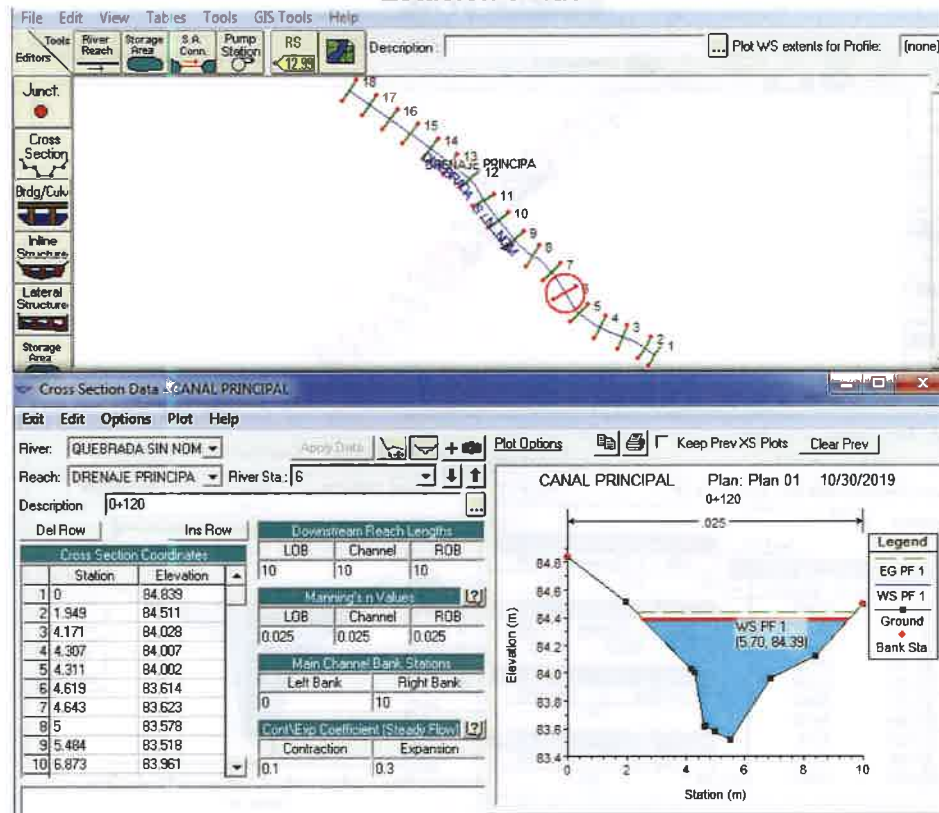 File Edit View Tables Tools GIS Tools Help
Tools
Editors
River
Reach
Storage
Area
S.A.
Conn.
Pump
Station
RS
12.99
Description :
...
Plot WS extents for Profile:
(none)
Junct.
Cross
Section
Brdg/Culv
Inline
Structure
Lateral
Structure
Storage
Area
18
17
16
15
14
13
DRENAJE PRINCIPA
12
QUEBRADA SIN NOM
11
10
9
8
7
6
5
4
3
2
1
Cross Section Data - CANAL PRINCIPAL
Exit Edit Options Plot Help
River: QUEBRADA SIN NOM
Apply Data
Plot Options
Keep Prev XS Plots
Clear Prev
Reach: DRENAJE PRINCIPA River Sta.: 6
Description 0+120
...
Del Row Ins Row
Cross Section Coordinates
Station Elevation
1 0 84.839
2 1.949 84.511
3 4.171 84.028
4 4.307 84.007
5 4.311 84.002
6 4.619 83.614
7 4.643 83.623
8 5 83.578
9 5.484 83.518
10 6.873 83.961
Downstream Reach Lengths
LOB Channel ROB
10 10 10
Manning's n Values
?
LOB Channel ROB
0.025 0.025 0.025
Main Channel Bank Stations
Left Bank Right Bank
0 10
Cont\Exp Coefficient (Steady Flow)
?
Contraction Expansion
0.1 0.3
CANAL PRINCIPAL Plan: Plan 01 10/30/2019
0+120
.025
84.8
84.6
84.4
84.2
84.0
83.8
83.6
83.4
Elevation (m)
WS PF 1
(5.70, 84.39)
0 2 4 6 8 10
Station (m)
Legend
EG PF 1
WS PF 1
Ground
Bank Sta